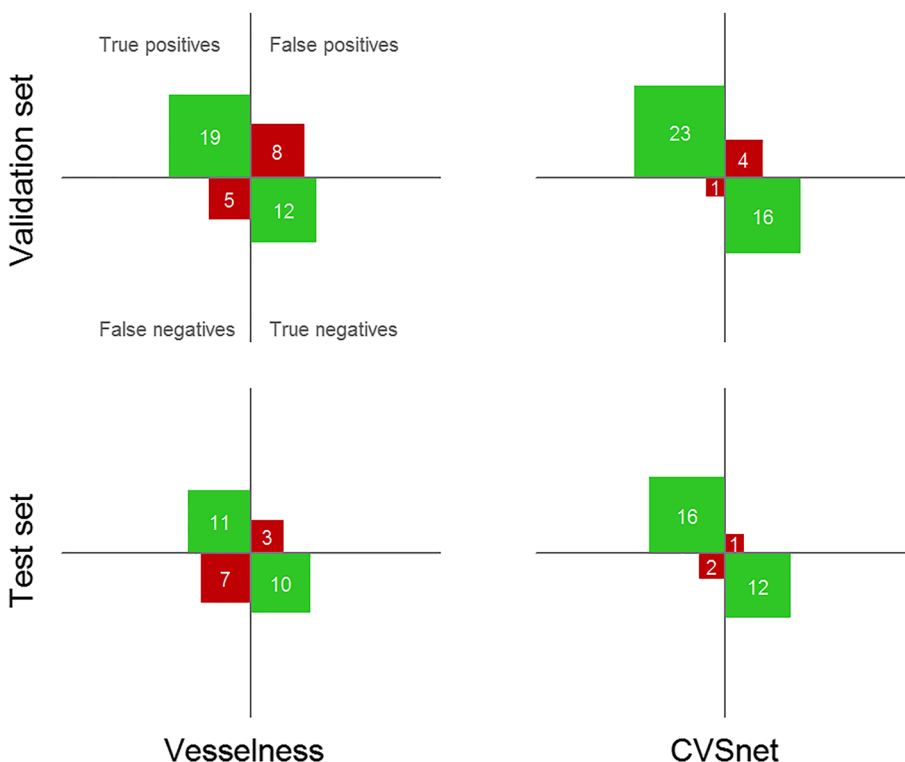 True positives
False positives
Validation set
19
8
23
4
5
12
1
16
False negatives
True negatives
Test set
11
3
16
1
7
10
2
12
Vesselness
CVSnet